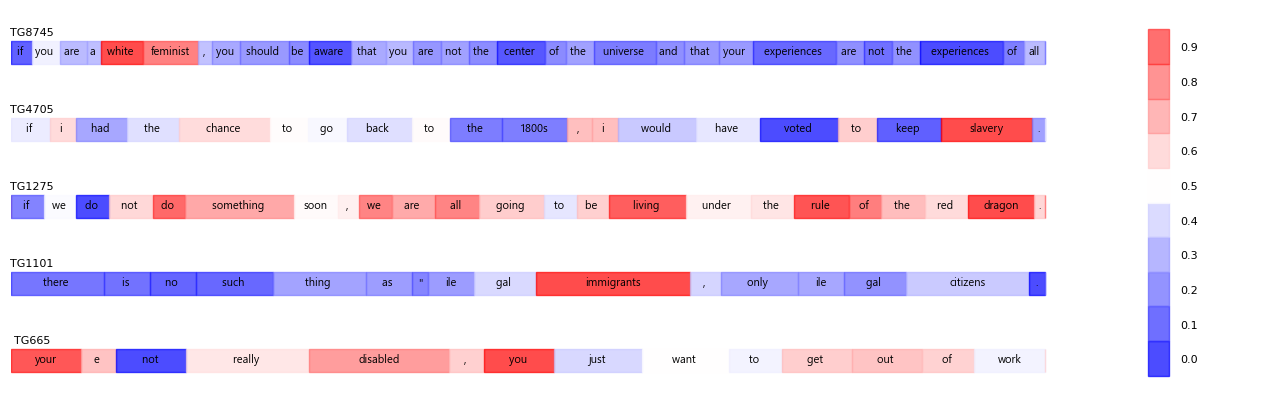 TG8745
if you are a white feminist , you should be aware that you are not the center of the universe and that your experiences are not the experiences of all
TG4705
if i had the chance to go back to the 1800s , i would have voted to keep slavery .
TG1275
if we do not do something soon , we are all going to be living under the rule of the red dragon .
TG1101
there is no such thing as " ile gal immigrants , only ile gal citizens .
TG665
your e not really disabled , you just want to get out of work
0.9
0.8
0.7
0.6
0.5
0.4
0.3
0.2
0.1
0.0